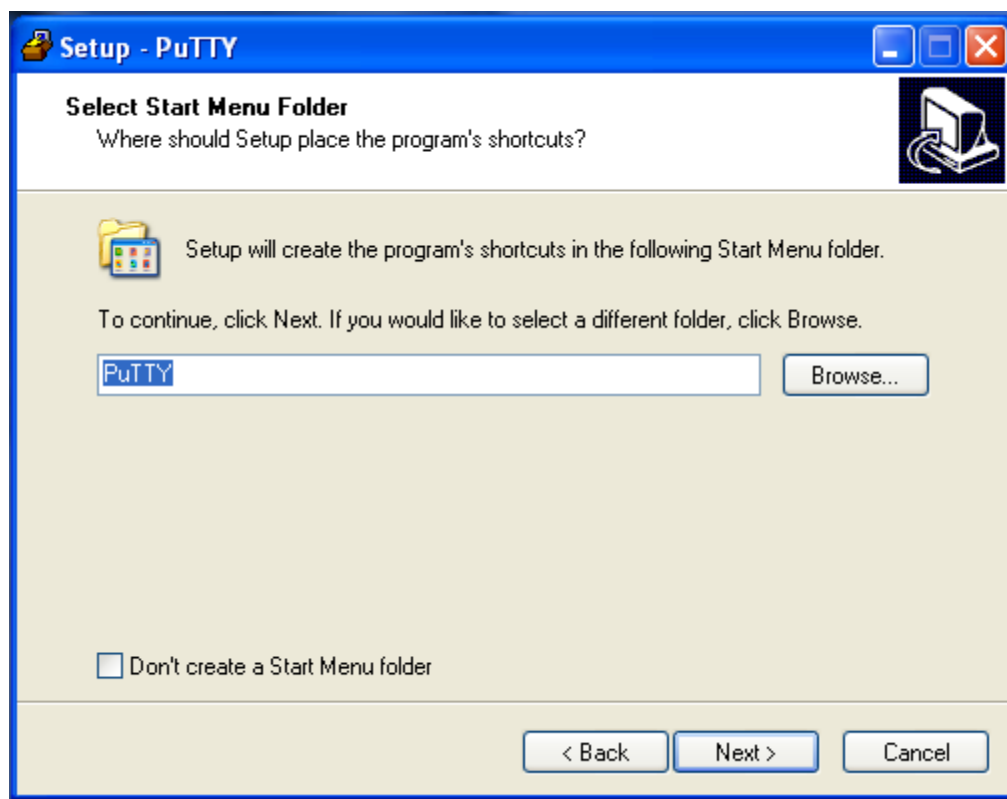 Setup - PuTTY
Select Start Menu Folder
Where should Setup place the program's shortcuts?
Setup will create the program's shortcuts in the following Start Menu folder.
To continue, click Next. If you would like to select a different folder, click Browse.
PuTTY
Browse...
Don't create a Start Menu folder
< Back
Next >
Cancel